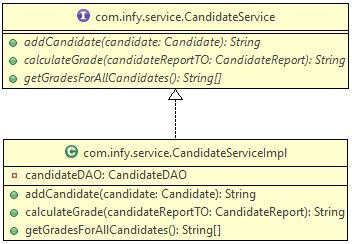 I com.infy.service.CandidateService
addCandidate(candidate: Candidate): String
calculateGrade(candidateReportTO: CandidateReport): String
getGradesForAllCandidates(): String[]
C com.infy.service.CandidateServiceImpl
candidateDAO: CandidateDAO
addCandidate(candidate: Candidate): String
calculateGrade(candidateReportTO: CandidateReport): String
getGradesForAllCandidates(): String[]